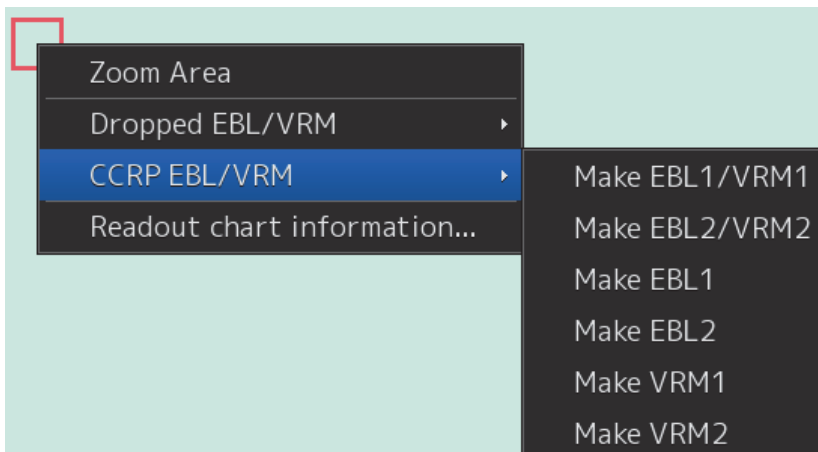 Zoom Area
Dropped EBL/VRM
CCRP EBL/VRM
Readout chart information...
Make EBL1/VRM1
Make EBL2/VRM2
Make EBL1
Make EBL2
Make VRM1
Make VRM2